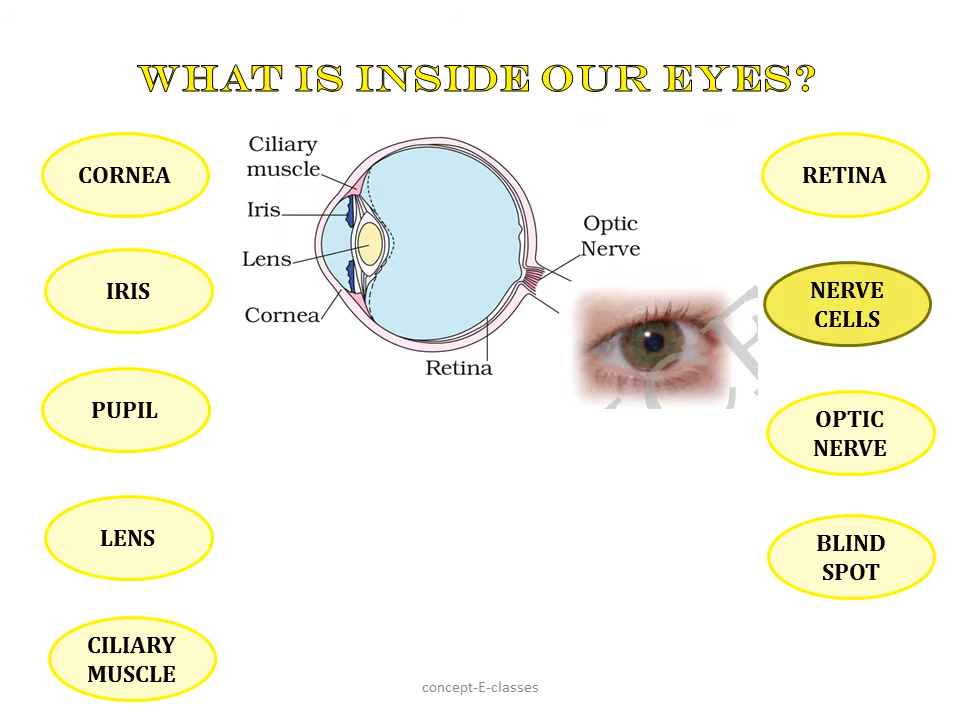 WHAT IS INSIDE OUR EYES?
CORNEA
IRIS
PUPIL
LENS
CILIARY
MUSCLE
Ciliary
muscle
Iris
Lens
Cornea
Retina
Optic
Nerve
RETINA
NERVE
CELLS
OPTIC
NERVE
BLIND
SPOT
concept-E-classes